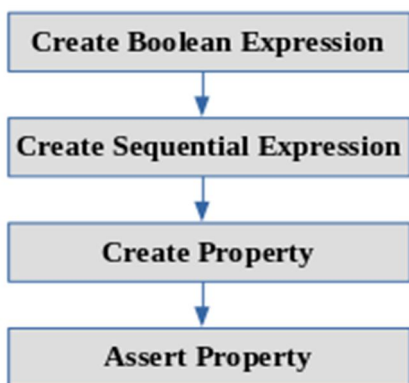 Create Boolean Expression
Create Sequential Expression
Create Property
Assert Property